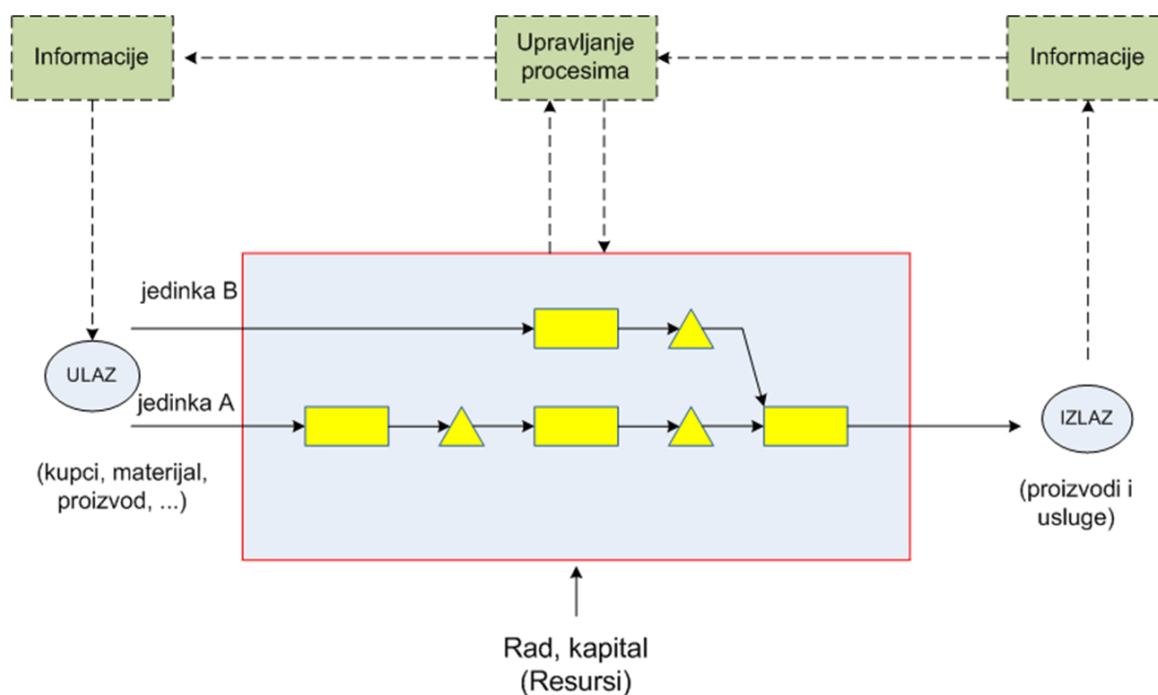 Informacije
Upravljanje
procesima
Informacije
jedinka B
ULAZ
jedinka A
IZLAZ
(kupci, materijal,
proizvod, ...)
(proizvodi i
usluge)
Rad, kapital
(Resursi)